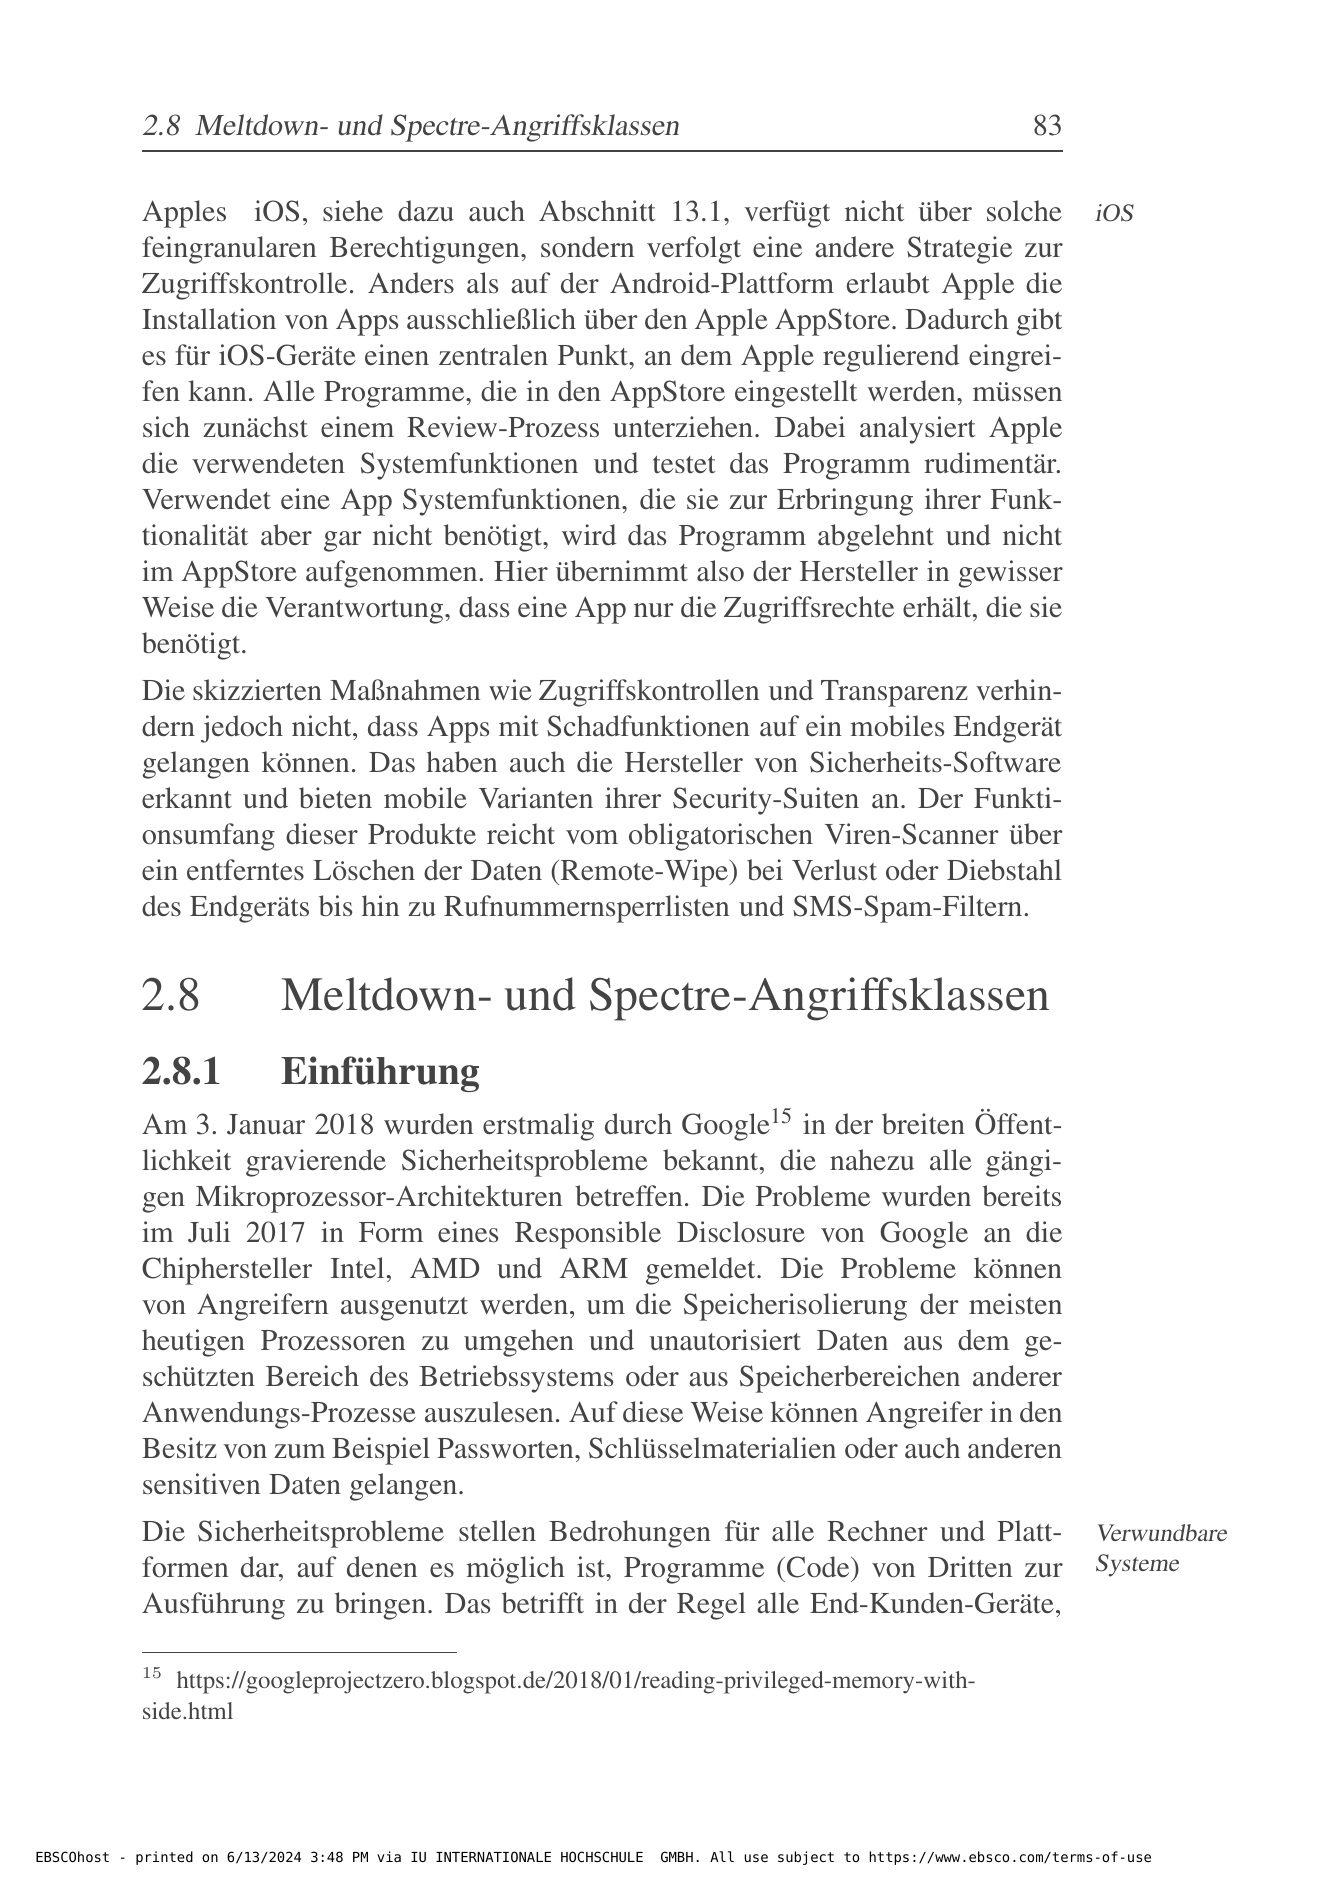 2.8 Meltdown- und Spectre-Angriffsklassen 83
Apples iOS, siehe dazu auch Abschnitt 13.1, verfügt nicht über solche iOS
feingranularen Berechtigungen, sondern verfolgt eine andere Strategie zur
Zugriffskontrolle. Anders als auf der Android-Plattform erlaubt Apple die
Installation von Apps ausschließlich über den Apple AppStore. Dadurch gibt
es für iOS-Geräte einen zentralen Punkt, an dem Apple regulierend eingrei-
fen kann. Alle Programme, die in den AppStore eingestellt werden, müssen
sich zunächst einem Review-Prozess unterziehen. Dabei analysiert Apple
die verwendeten Systemfunktionen und testet das Programm rudimentär.
Verwendet eine App Systemfunktionen, die sie zur Erbringung ihrer Funk-
tionalität aber gar nicht benötigt, wird das Programm abgelehnt und nicht
im AppStore aufgenommen. Hier übernimmt also der Hersteller in gewisser
Weise die Verantwortung, dass eine App nur die Zugriffsrechte erhält, die sie
benötigt.
Die skizzierten Maßnahmen wie Zugriffskontrollen und Transparenz verhin-
dern jedoch nicht, dass Apps mit Schadfunktionen auf ein mobiles Endgerät
gelangen können. Das haben auch die Hersteller von Sicherheits-Software
erkannt und bieten mobile Varianten ihrer Security-Suiten an. Der Funkti-
onsumfang dieser Produkte reicht vom obligatorischen Viren-Scanner über
ein entferntes Löschen der Daten (Remote-Wipe) bei Verlust oder Diebstahl
des Endgeräts bis hin zu Rufnummernsperrlisten und SMS-Spam-Filtern.
2.8 Meltdown- und Spectre-Angriffsklassen
2.8.1 Einführung
Am 3. Januar 2018 wurden erstmalig durch Google15 in der breiten Öffent-
lichkeit gravierende Sicherheitsprobleme bekannt, die nahezu alle gängi-
gen Mikroprozessor-Architekturen betreffen. Die Probleme wurden bereits
im Juli 2017 in Form eines Responsible Disclosure von Google an die
Chiphersteller Intel, AMD und ARM gemeldet. Die Probleme können
von Angreifern ausgenutzt werden, um die Speicherisolierung der meisten
heutigen Prozessoren zu umgehen und unautorisiert Daten aus dem ge-
schützten Bereich des Betriebssystems oder aus Speicherbereichen anderer
Anwendungs-Prozesse auszulesen. Auf diese Weise können Angreifer in den
Besitz von zum Beispiel Passworten, Schlüsselmaterialien oder auch anderen
sensitiven Daten gelangen.
Die Sicherheitsprobleme stellen Bedrohungen für alle Rechner und Platt- Verwundbare
formen dar, auf denen es möglich ist, Programme (Code) von Dritten zur Systeme
Ausführung zu bringen. Das betrifft in der Regel alle End-Kunden-Geräte,
15 https://googleprojectzero.blogspot.de/2018/01/reading-privileged-memory-with-
side.html
EBSCOhost - printed on 6/13/2024 3:48 PM via IU INTERNATIONALE HOCHSCHULE GMBH. All use subject to https://www.ebsco.com/terms-of-use